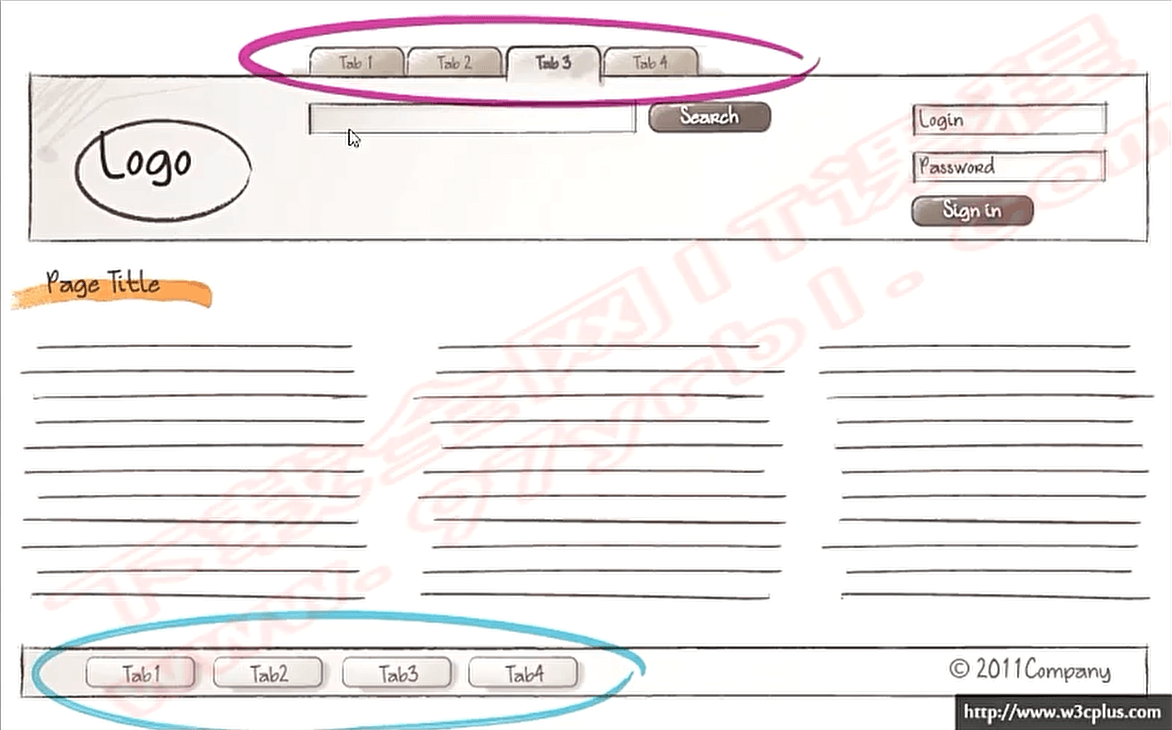 Tab 1 Tab 2 Tab 3 Tab 4
Search
Logo
Login
Password
Sign in
Page Title
下载全网IT课程
www.97yrbl.com
Tab1 Tab2 Tab3 Tab4
© 2011Company
http://www.w3cplus.com